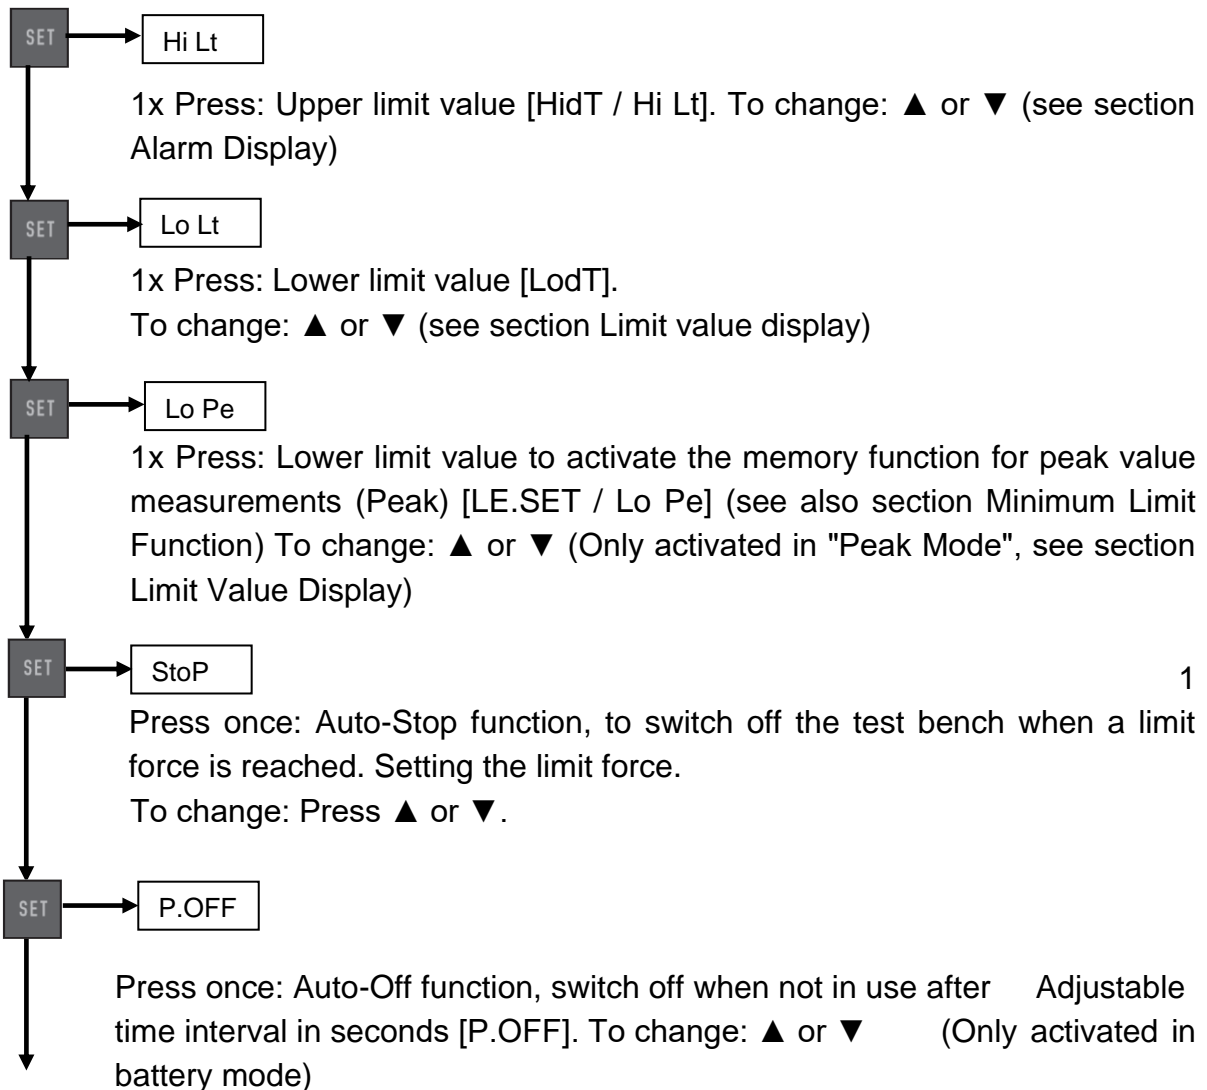 SET
Hi Lt
1x Press: Upper limit value [HidT / Hi Lt]. To change: ▲ or ▼ (see section
Alarm Display)
SET
Lo Lt
1x Press: Lower limit value [LodT].
To change: ▲ or ▼ (see section Limit value display)
SET
Lo Pe
1x Press: Lower limit value to activate the memory function for peak value
measurements (Peak) [LE.SET / Lo Pe] (see also section Minimum Limit
Function) To change: ▲ or ▼ (Only activated in "Peak Mode", see section
Limit Value Display)
SET
StoP
1
Press once: Auto-Stop function, to switch off the test bench when a limit
force is reached. Setting the limit force.
To change: Press ▲ or ▼.
SET
P.OFF
Press once: Auto-Off function, switch off when not in use after Adjustable
time interval in seconds [P.OFF]. To change: ▲ or ▼ (Only activated in
battery mode)